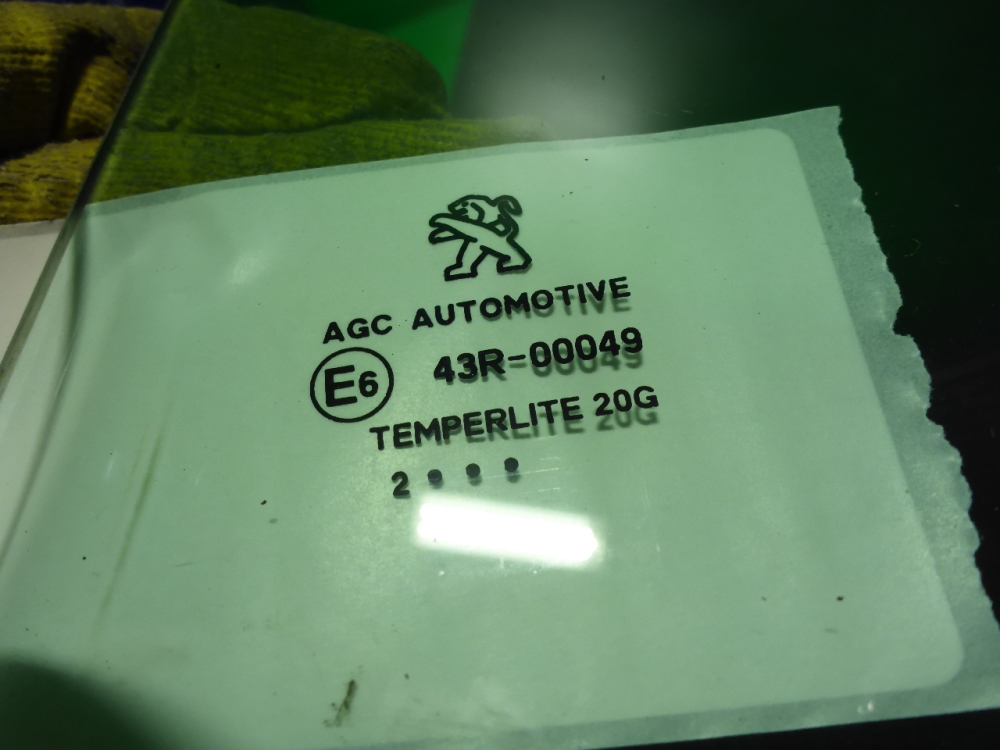 AGC AUTOMOTIVE
E6 43R-00049
TEMPERLITE 20G
2 • • •